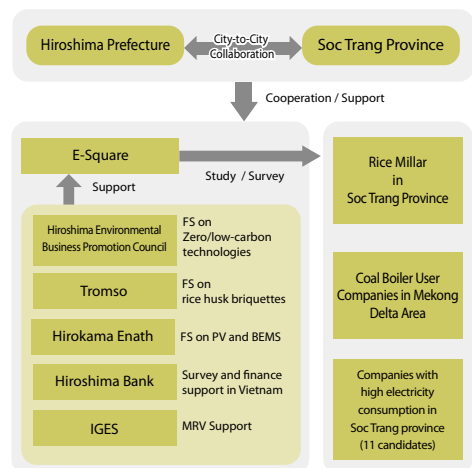 Hiroshima Prefecture
City-to-City
Collaboration
Soc Trang Province
Cooperation / Support
E-Square
Study / Survey
Support
Hiroshima Environmental
Business Promotion Council
FS on
Zero/low-carbon
technologies
Tromso
FS on
rice husk briquettes
Hirokama Enath
FS on PV and BEMS
Hiroshima Bank
Survey and finance
support in Vietnam
IGES
MRV Support
Rice Millar
in
Soc Trang Province
Coal Boiler User
Companies in Mekong
Delta Area
Companies with
high electricity
consumption in
Soc Trang province
(11 candidates)